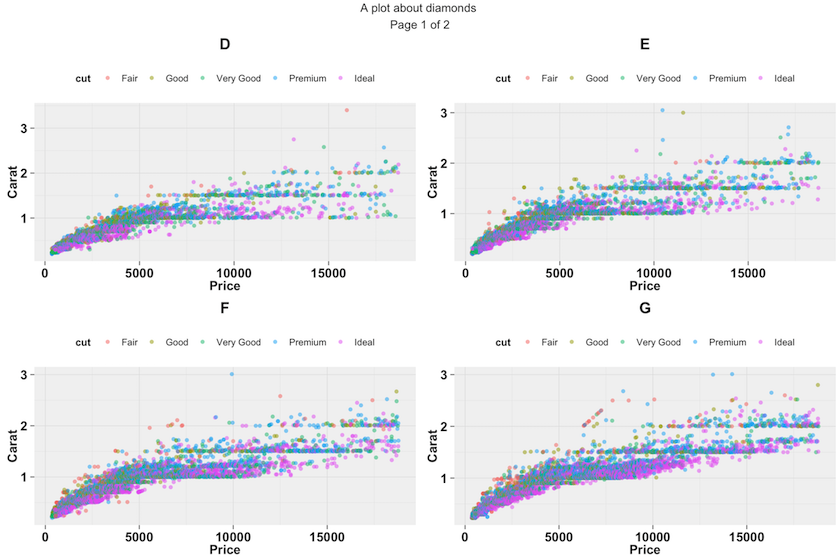 A plot about diamonds
Page 1 of 2
D
cut Fair Good Very Good Premium Ideal
3
2
1
Carat
0 5000 10000 15000
Price
E
cut Fair Good Very Good Premium Ideal
3
2
1
Carat
0 5000 10000 15000
Price
F
cut Fair Good Very Good Premium Ideal
3
2
1
Carat
0 5000 10000 15000
Price
G
cut Fair Good Very Good Premium Ideal
3
2
1
Carat
0 5000 10000 15000
Price